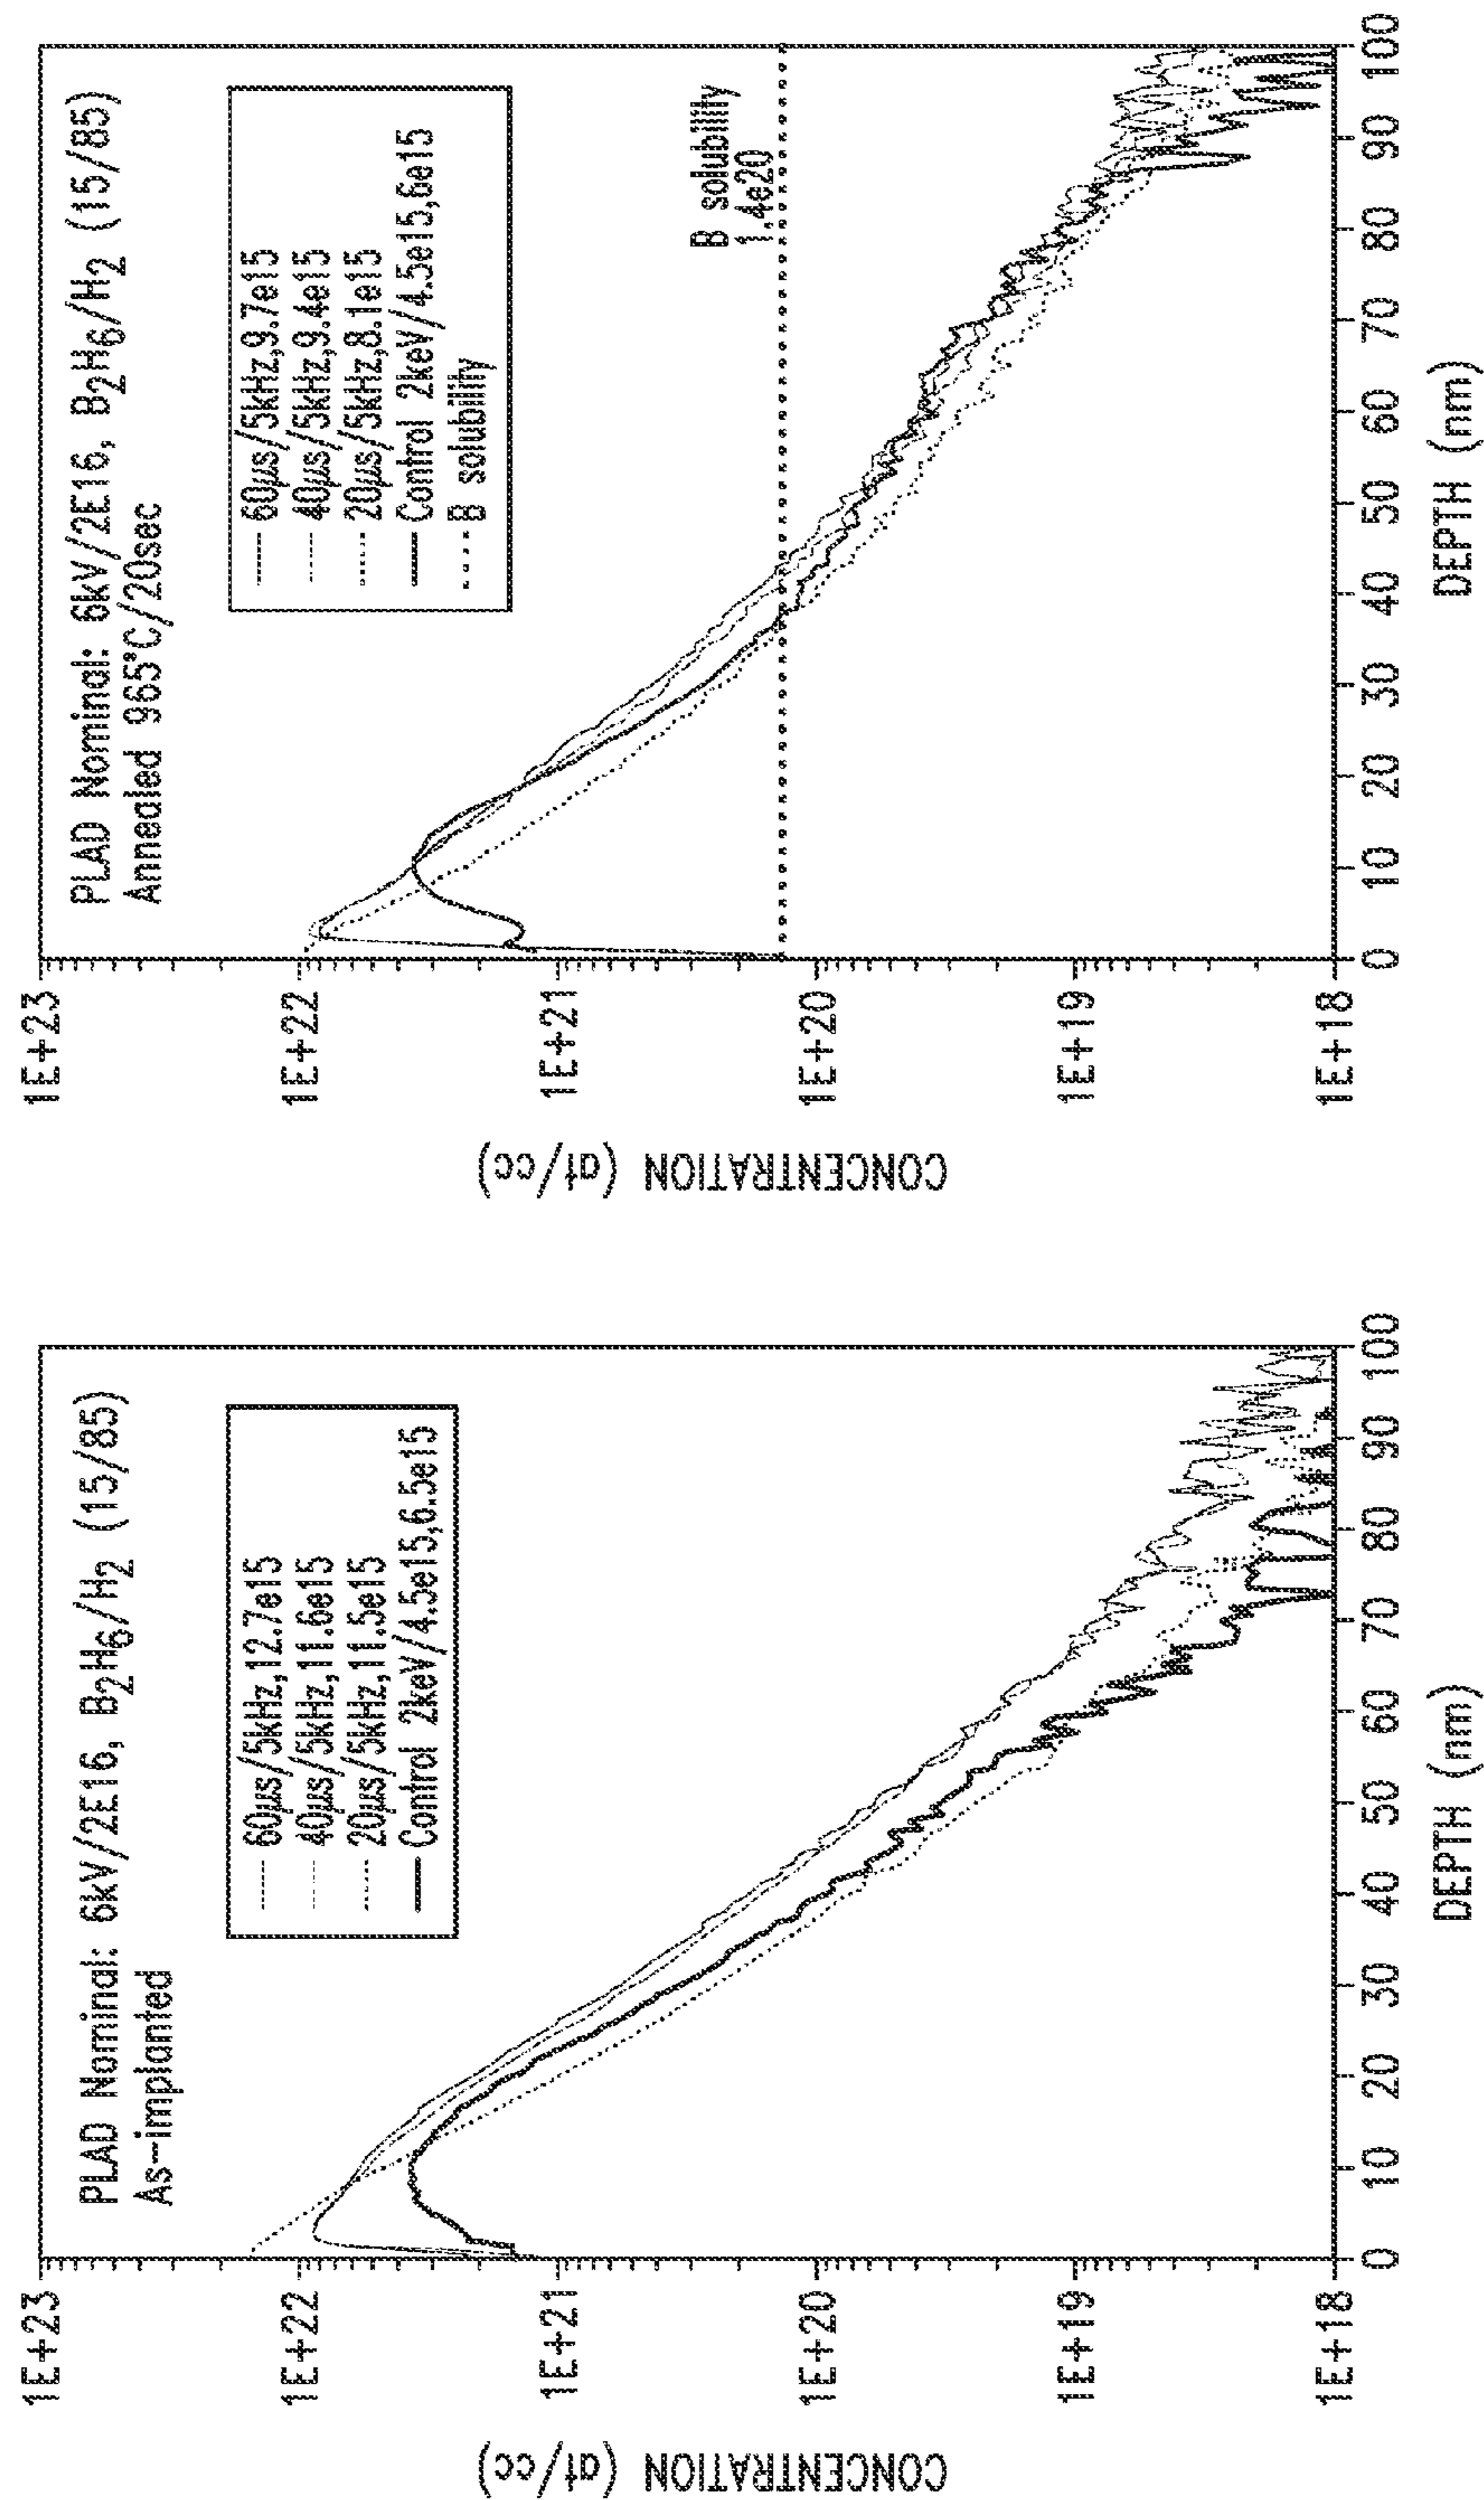 PLAD Nominal: 6kV/2E16, B2H6/H2 (15/85)
As-implanted
60µs/5kHz,12.7e15
40µs/5kHz,11.6e15
20µs/5kHz,11.5e15
Control 2keV/4.5e15,6.5e15
CONCENTRATION (at/cc)
1E+23
1E+22
1E+21
1E+20
1E+19
1E+18
0 10 20 30 40 50 60 70 80 90 100
DEPTH (nm)
PLAD Nominal: 6kV/2E16, B2H6/H2 (15/85)
Annealed 965°C/20sec
60µs/5kHz,9.7e15
40µs/5kHz,9.4e15
20µs/5kHz,8.1e15
Control 2keV/4.5e15,6e15
B solubility
B solubility
1.4e20
CONCENTRATION (at/cc)
1E+23
1E+22
1E+21
1E+20
1E+19
1E+18
0 10 20 30 40 50 60 70 80 90 100
DEPTH (nm)